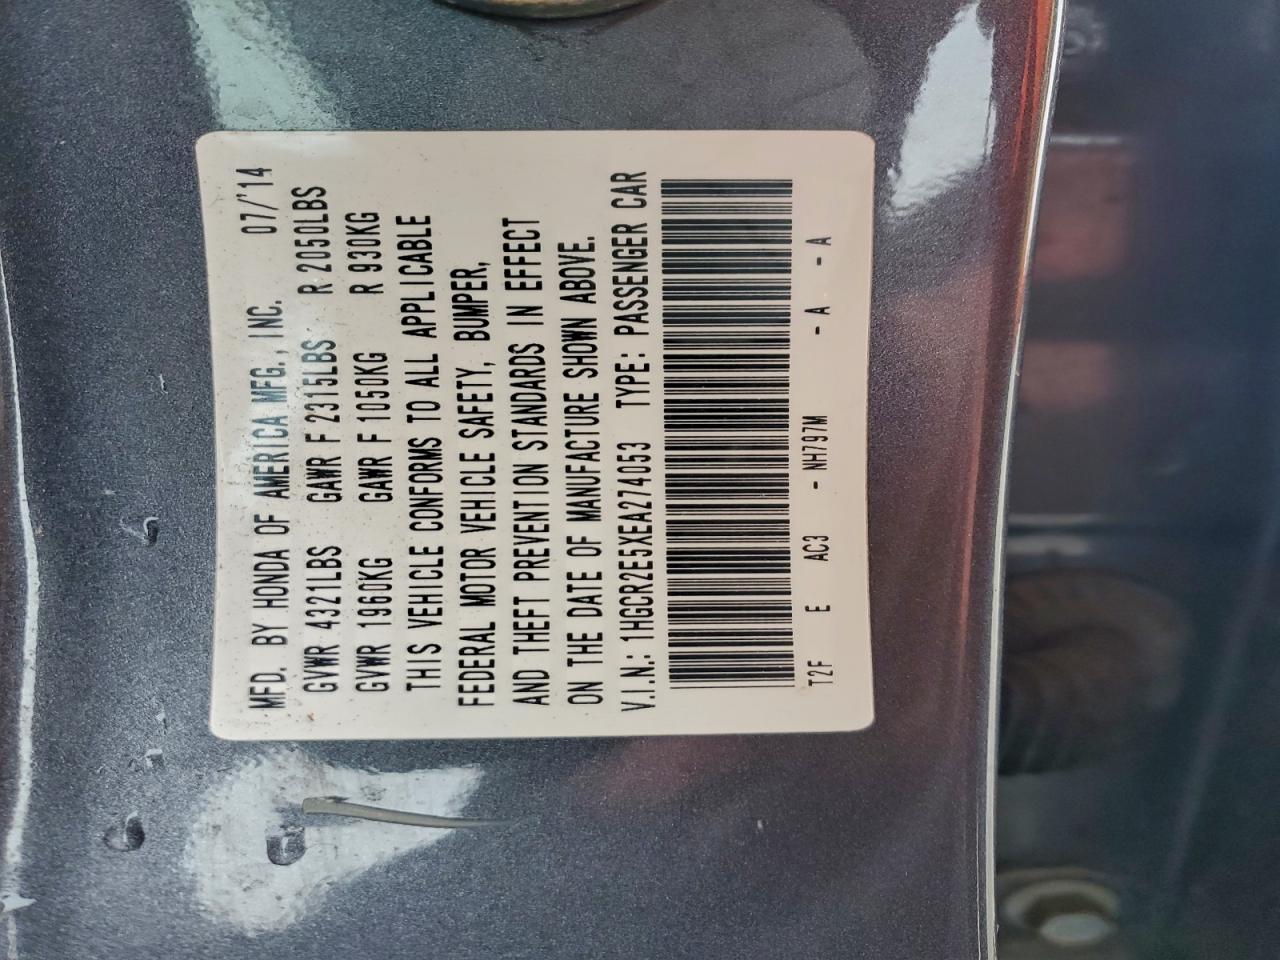 MFD. BY HONDA OF AMERICA MFG., INC. 07/'14
GVWR 4321LBS GAWR F 2315LBS R 2050LBS
GVWR 1960KG GAWR F 1050KG R 930KG
THIS VEHICLE CONFORMS TO ALL APPLICABLE
FEDERAL MOTOR VEHICLE SAFETY, BUMPER,
AND THEFT PREVENTION STANDARDS IN EFFECT
ON THE DATE OF MANUFACTURE SHOWN ABOVE.
V.I.N.: 1HGCR2E5XEA274053 TYPE: PASSENGER CAR
T2F E AC3 - NH797M - A - A